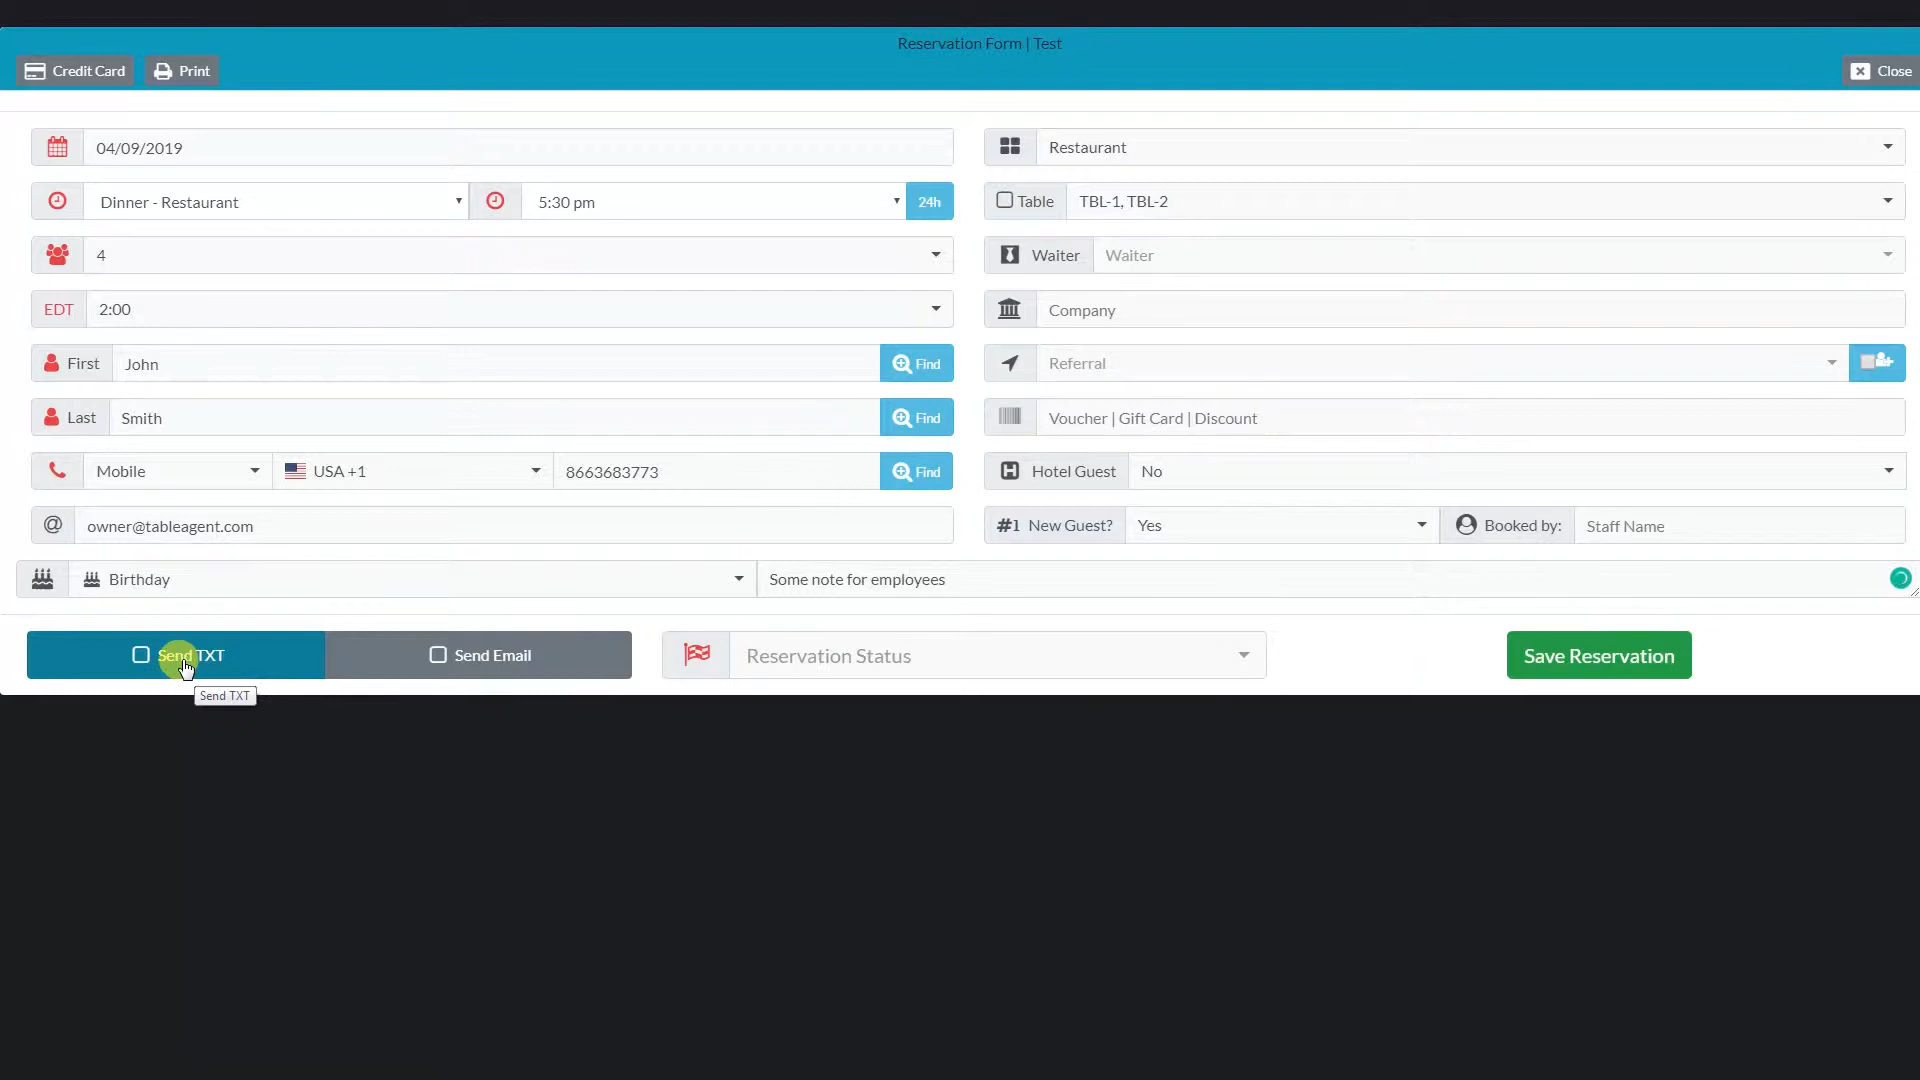 Reservation Form | Test
Credit Card
Print
Close
04/09/2019
Restaurant
Dinner - Restaurant
5:30 pm
24h
Table
TBL-1, TBL-2
4
Waiter
Waiter
EDT
2:00
Company
First
John
Find
Referral
Last
Smith
Find
Voucher | Gift Card | Discount
Mobile
USA +1
8663683773
Find
Hotel Guest
No
@
owner@tableagent.com
#1 New Guest?
Yes
Booked by:
Staff Name
Birthday
Some note for employees
Send TXT
Send Email
Reservation Status
Save Reservation
Send TXT